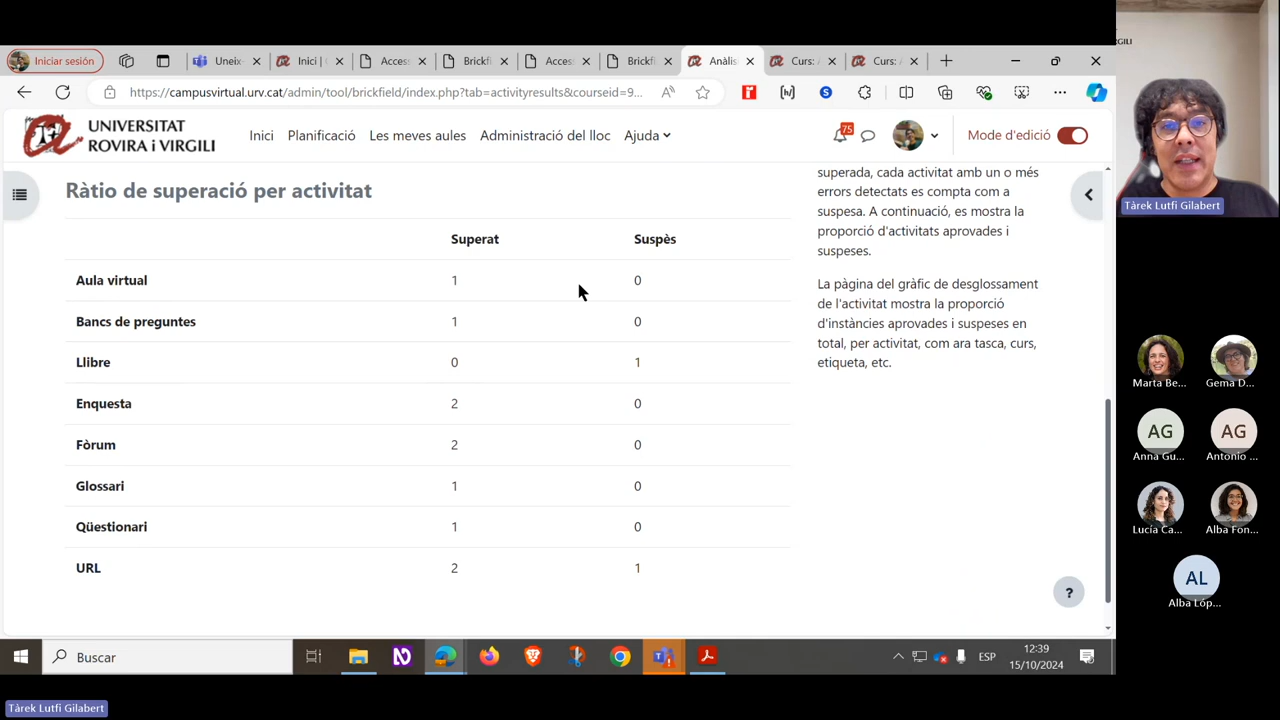 Iniciar sesión
Uneix
Inici | (
Acces
Brickfi
Acces
Brickfi
Anàlis
Curs: A
Curs: A
https://campusvirtual.urv.cat/admin/tool/brickfield/index.php?tab=activityresults&courseid=9...
UNIVERSITAT
ROVIRA i VIRGILI
Inici
Planificació
Les meves aules
Administració del lloc
Ajuda
75
Mode d'edició
Ràtio de superació per activitat
Superat Suspès
Aula virtual 1 0
Bancs de preguntes 1 0
Llibre 0 1
Enquesta 2 0
Fòrum 2 0
Glossari 1 0
Qüestionari 1 0
URL 2 1
superada, cada activitat amb un o més
errors detectats es compta com a
suspesa. A continuació, es mostra la
proporció d'activitats aprovades i
suspeses.
La pàgina del gràfic de desglossament
de l'activitat mostra la proporció
d'instàncies aprovades i suspeses en
total, per activitat, com ara tasca, curs,
etiqueta, etc.
?
Buscar
ESP
12:39
15/10/2024
VIRGILI
Tàrek Lutfi Gilabert
Marta Be...
Gema D...
AG
Anna Gu...
AG
Antonio ...
Lucía Ca...
Alba Fon...
AL
Alba Lóp...
Tàrek Lutfi Gilabert